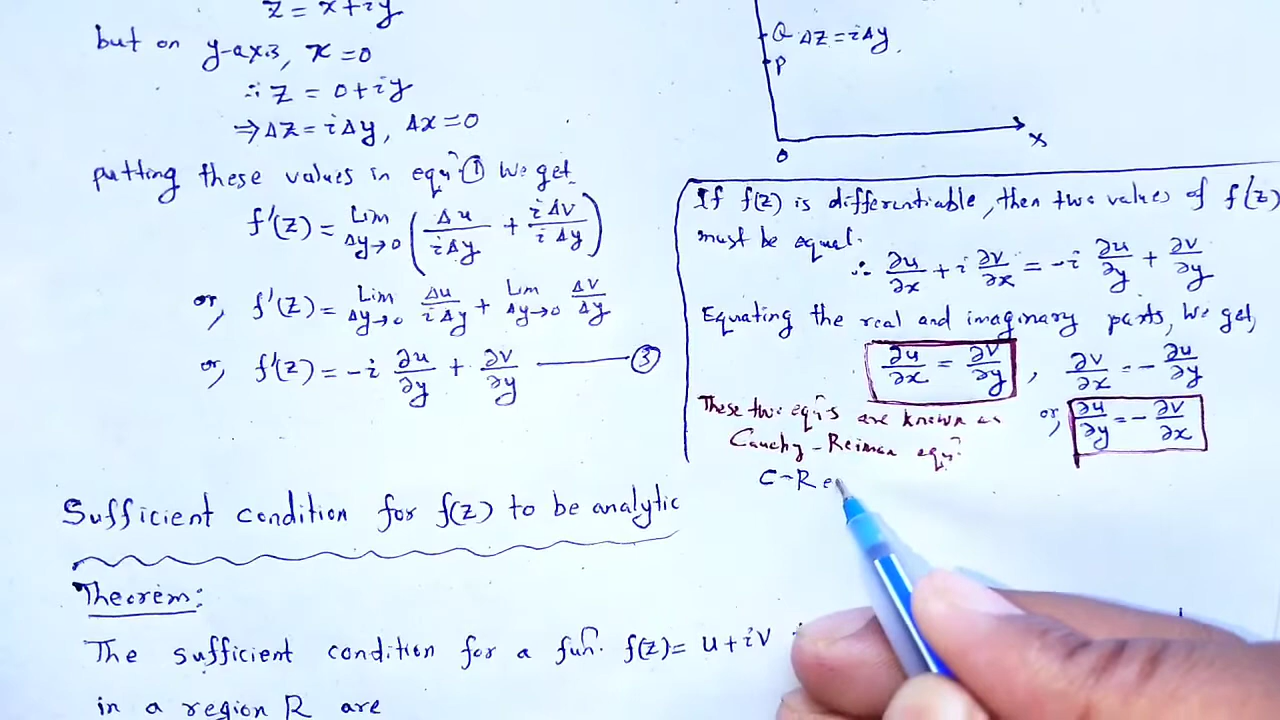 z = x+iy
but on y-axis, x=0
∴ z = 0+iy
⇒ Δz = iΔy, Δx=0
putting these values in eqⁿ ① we get
f'(z) = Lim Δy→0 (Δu/iΔy + iΔv/iΔy)
or, f'(z) = Lim Δy→0 Δu/iΔy + Lim Δy→0 Δv/Δy
or, f'(z) = -i ∂u/∂y + ∂v/∂y ——— ③
Q Δz=iΔy.
P
O
X
If f(z) is differentiable, then two values of f'(z)
must be equal.
∴ ∂u/∂x + i ∂v/∂x = -i ∂u/∂y + ∂v/∂y
Equating the real and imaginary parts, we get,
∂u/∂x = ∂v/∂y , ∂v/∂x = - ∂u/∂y
or, ∂u/∂y = - ∂v/∂x
These two eqⁿs are known as
Cauchy-Reiman eqⁿ.
C-R e
Sufficient condition for f(z) to be analytic
Theorem:
The sufficient condition for a funⁿ. f(z)= u+iv
in a region R are